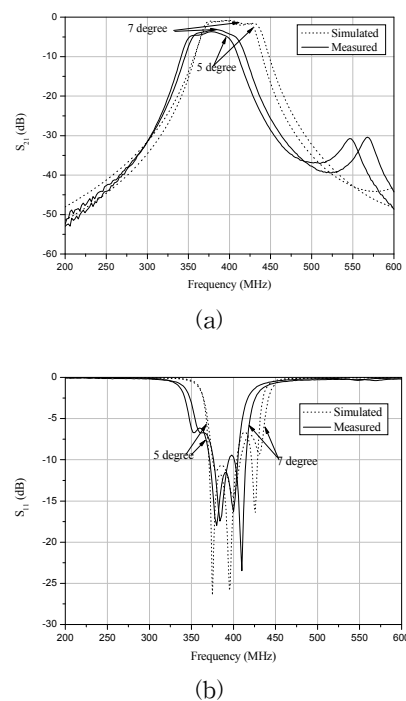 0
-10
-20
-30
-40
-50
-60
S21 (dB)
7 degree
5 degree
Simulated
Measured
200 250 300 350 400 450 500 550 600
Frequency (MHz)
(a)
0
-5
-10
-15
-20
-25
-30
S11 (dB)
Simulated
Measured
5 degree
7 degree
200 250 300 350 400 450 500 550 600
Frequency (MHz)
(b)